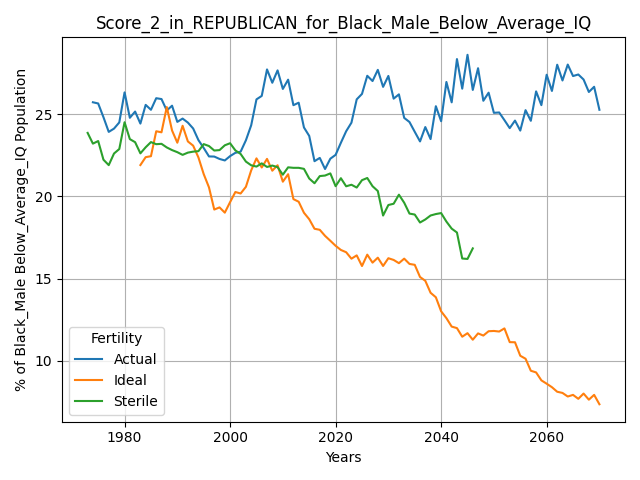 Score_2_in_REPUBLICAN_for_Black_Male_Below_Average_IQ
% of Black_Male Below_Average_IQ Population
25
20
15
10
Fertility
Actual
Ideal
Sterile
1980 2000 2020 2040 2060
Years